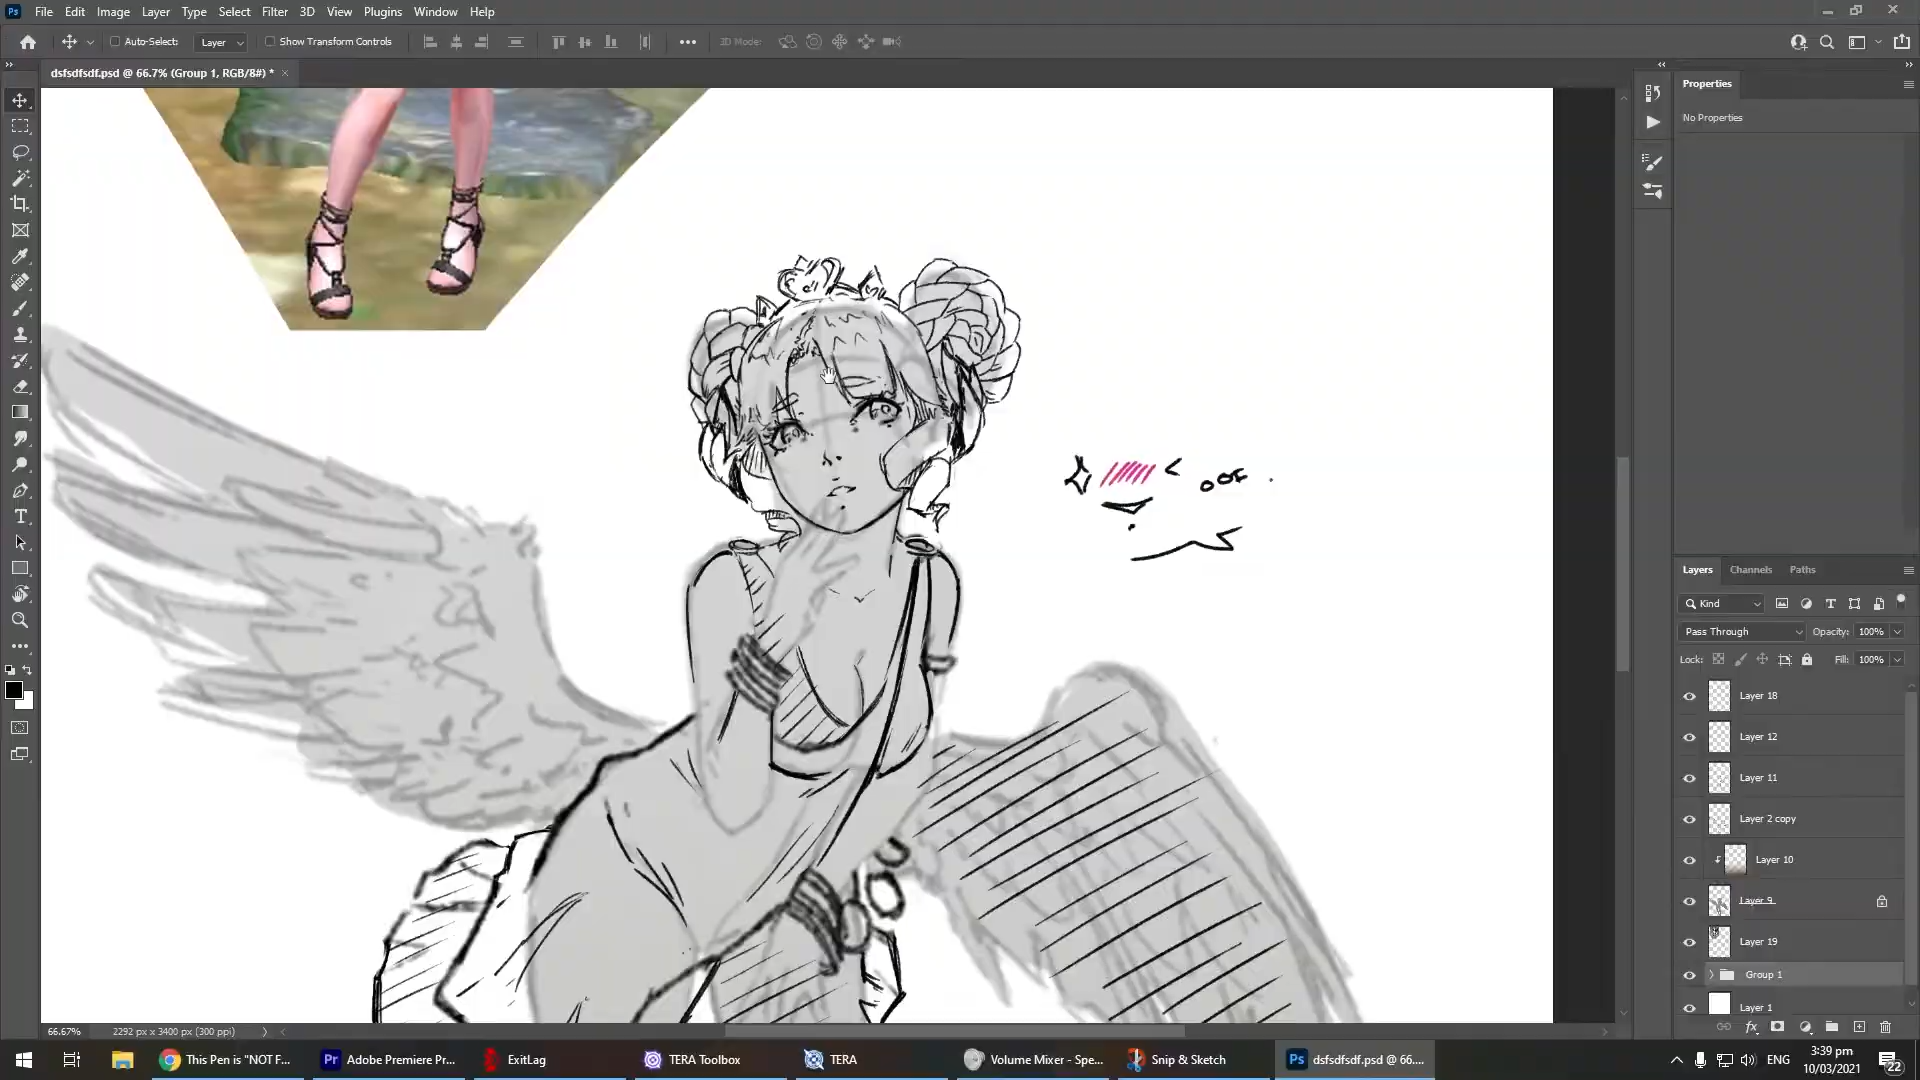 Ps File Edit Image Layer Type Select Filter 3D View Plugins Window Help
Auto-Select: Layer Show Transform Controls ••• 3D Mode:
dsfsdfsdf.psd @ 66.7% (Group 1, RGB/8#) * ×
Properties
No Properties
oof
Layers Channels Paths
Kind
Pass Through Opacity: 100%
Lock: Fill: 100%
Layer 18
Layer 12
Layer 11
Layer 2 copy
Layer 10
Layer 9
Layer 19
Group 1
Layer 1
66.67% 2292 px x 3400 px (300 ppi)
This Pen is "NOT F... Adobe Premiere Pr... ExitLag TERA Toolbox TERA Volume Mixer - Spe... Snip & Sketch dsfsdfsdf.psd @ 66.... ENG 3:39 pm
10/03/2021 22